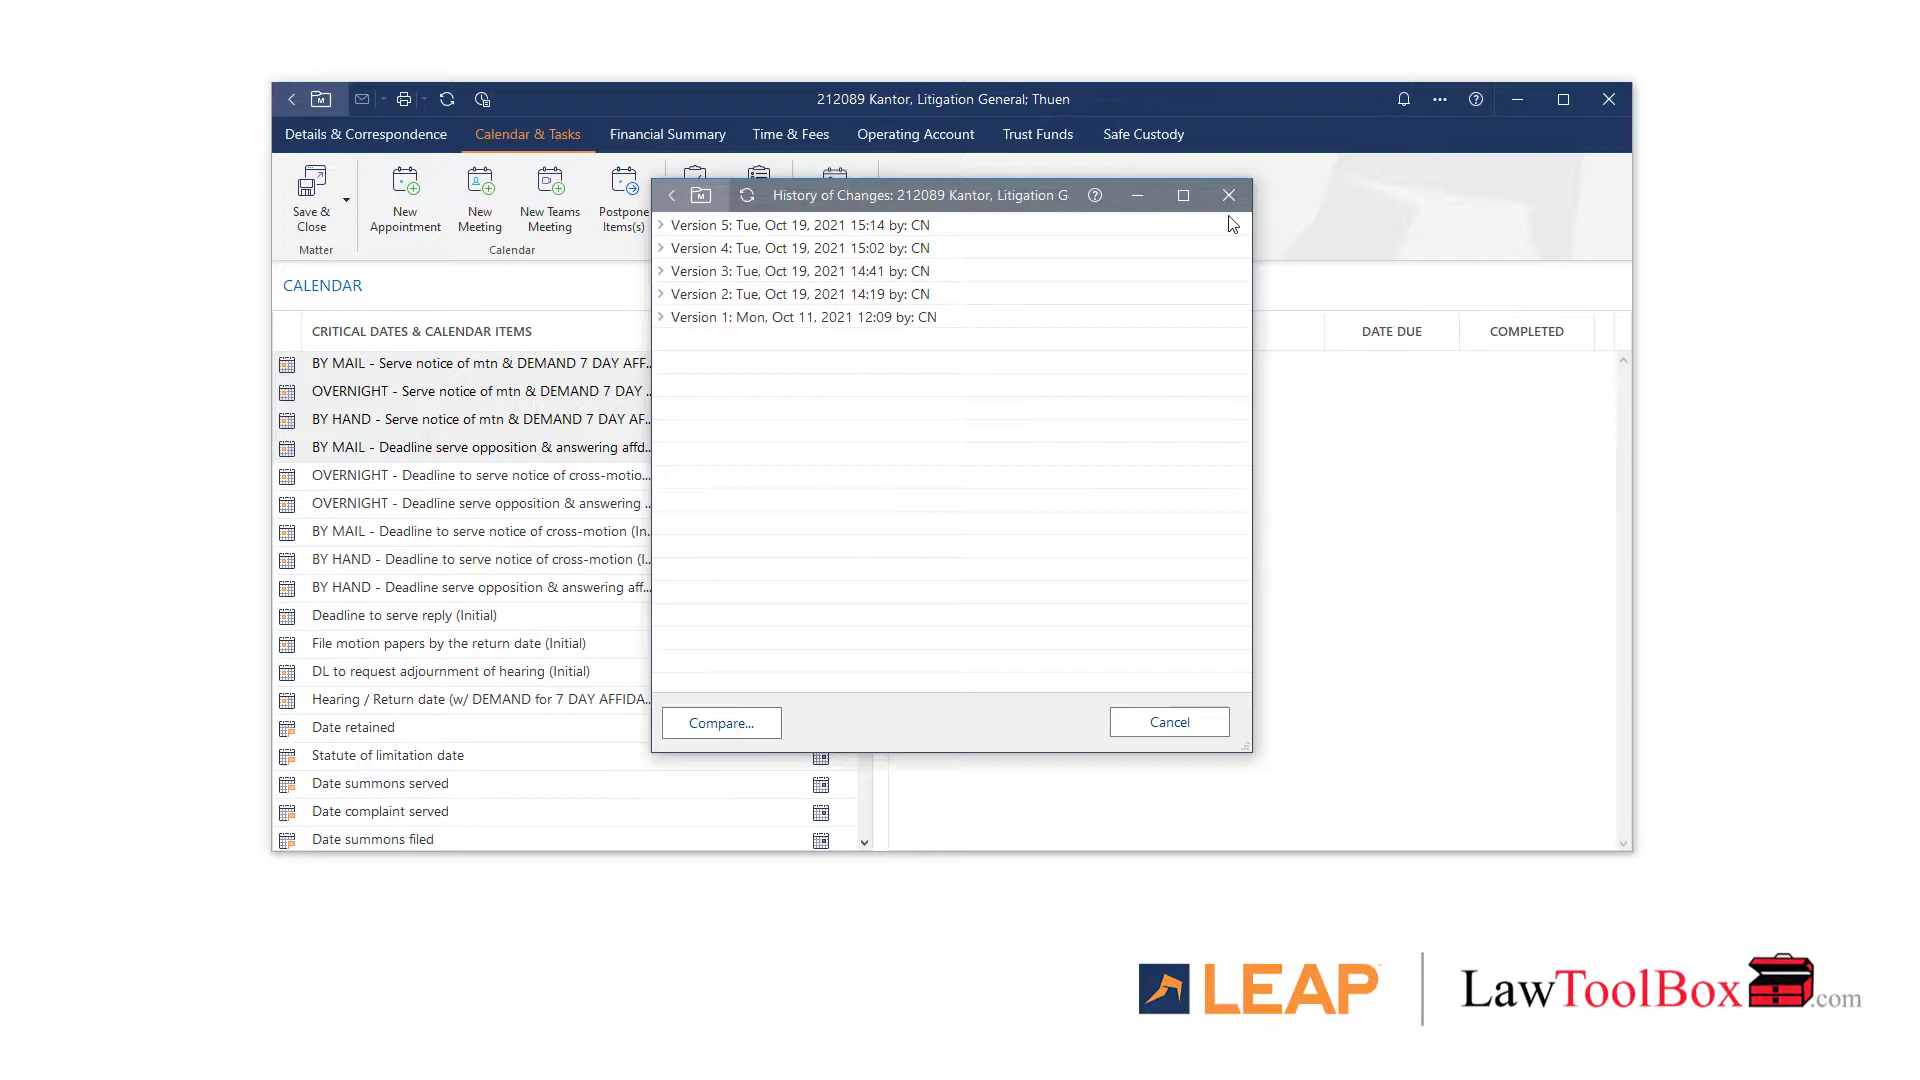 212089 Kantor, Litigation General; Thuen
Details & Correspondence
Calendar & Tasks
Financial Summary
Time & Fees
Operating Account
Trust Funds
Safe Custody
Save & Close
New Appointment
New Meeting
New Teams Meeting
Postpone Items(s)
Matter
Calendar
CALENDAR
CRITICAL DATES & CALENDAR ITEMS
DATE DUE
COMPLETED
BY MAIL - Serve notice of mtn & DEMAND 7 DAY AFF...
OVERNIGHT - Serve notice of mtn & DEMAND 7 DAY ...
BY HAND - Serve notice of mtn & DEMAND 7 DAY AF...
BY MAIL - Deadline serve opposition & answering affd...
OVERNIGHT - Deadline to serve notice of cross-motio...
OVERNIGHT - Deadline serve opposition & answering ...
BY MAIL - Deadline to serve notice of cross-motion (In...
BY HAND - Deadline to serve notice of cross-motion (I...
BY HAND - Deadline serve opposition & answering aff...
Deadline to serve reply (Initial)
File motion papers by the return date (Initial)
DL to request adjournment of hearing (Initial)
Hearing / Return date (w/ DEMAND for 7 DAY AFFIDA...
Date retained
Statute of limitation date
Date summons served
Date complaint served
Date summons filed
History of Changes: 212089 Kantor, Litigation G
Version 5: Tue, Oct 19, 2021 15:14 by: CN
Version 4: Tue, Oct 19, 2021 15:02 by: CN
Version 3: Tue, Oct 19, 2021 14:41 by: CN
Version 2: Tue, Oct 19, 2021 14:19 by: CN
Version 1: Mon, Oct 11, 2021 12:09 by: CN
Compare...
Cancel
LEAP
LawToolBox.com